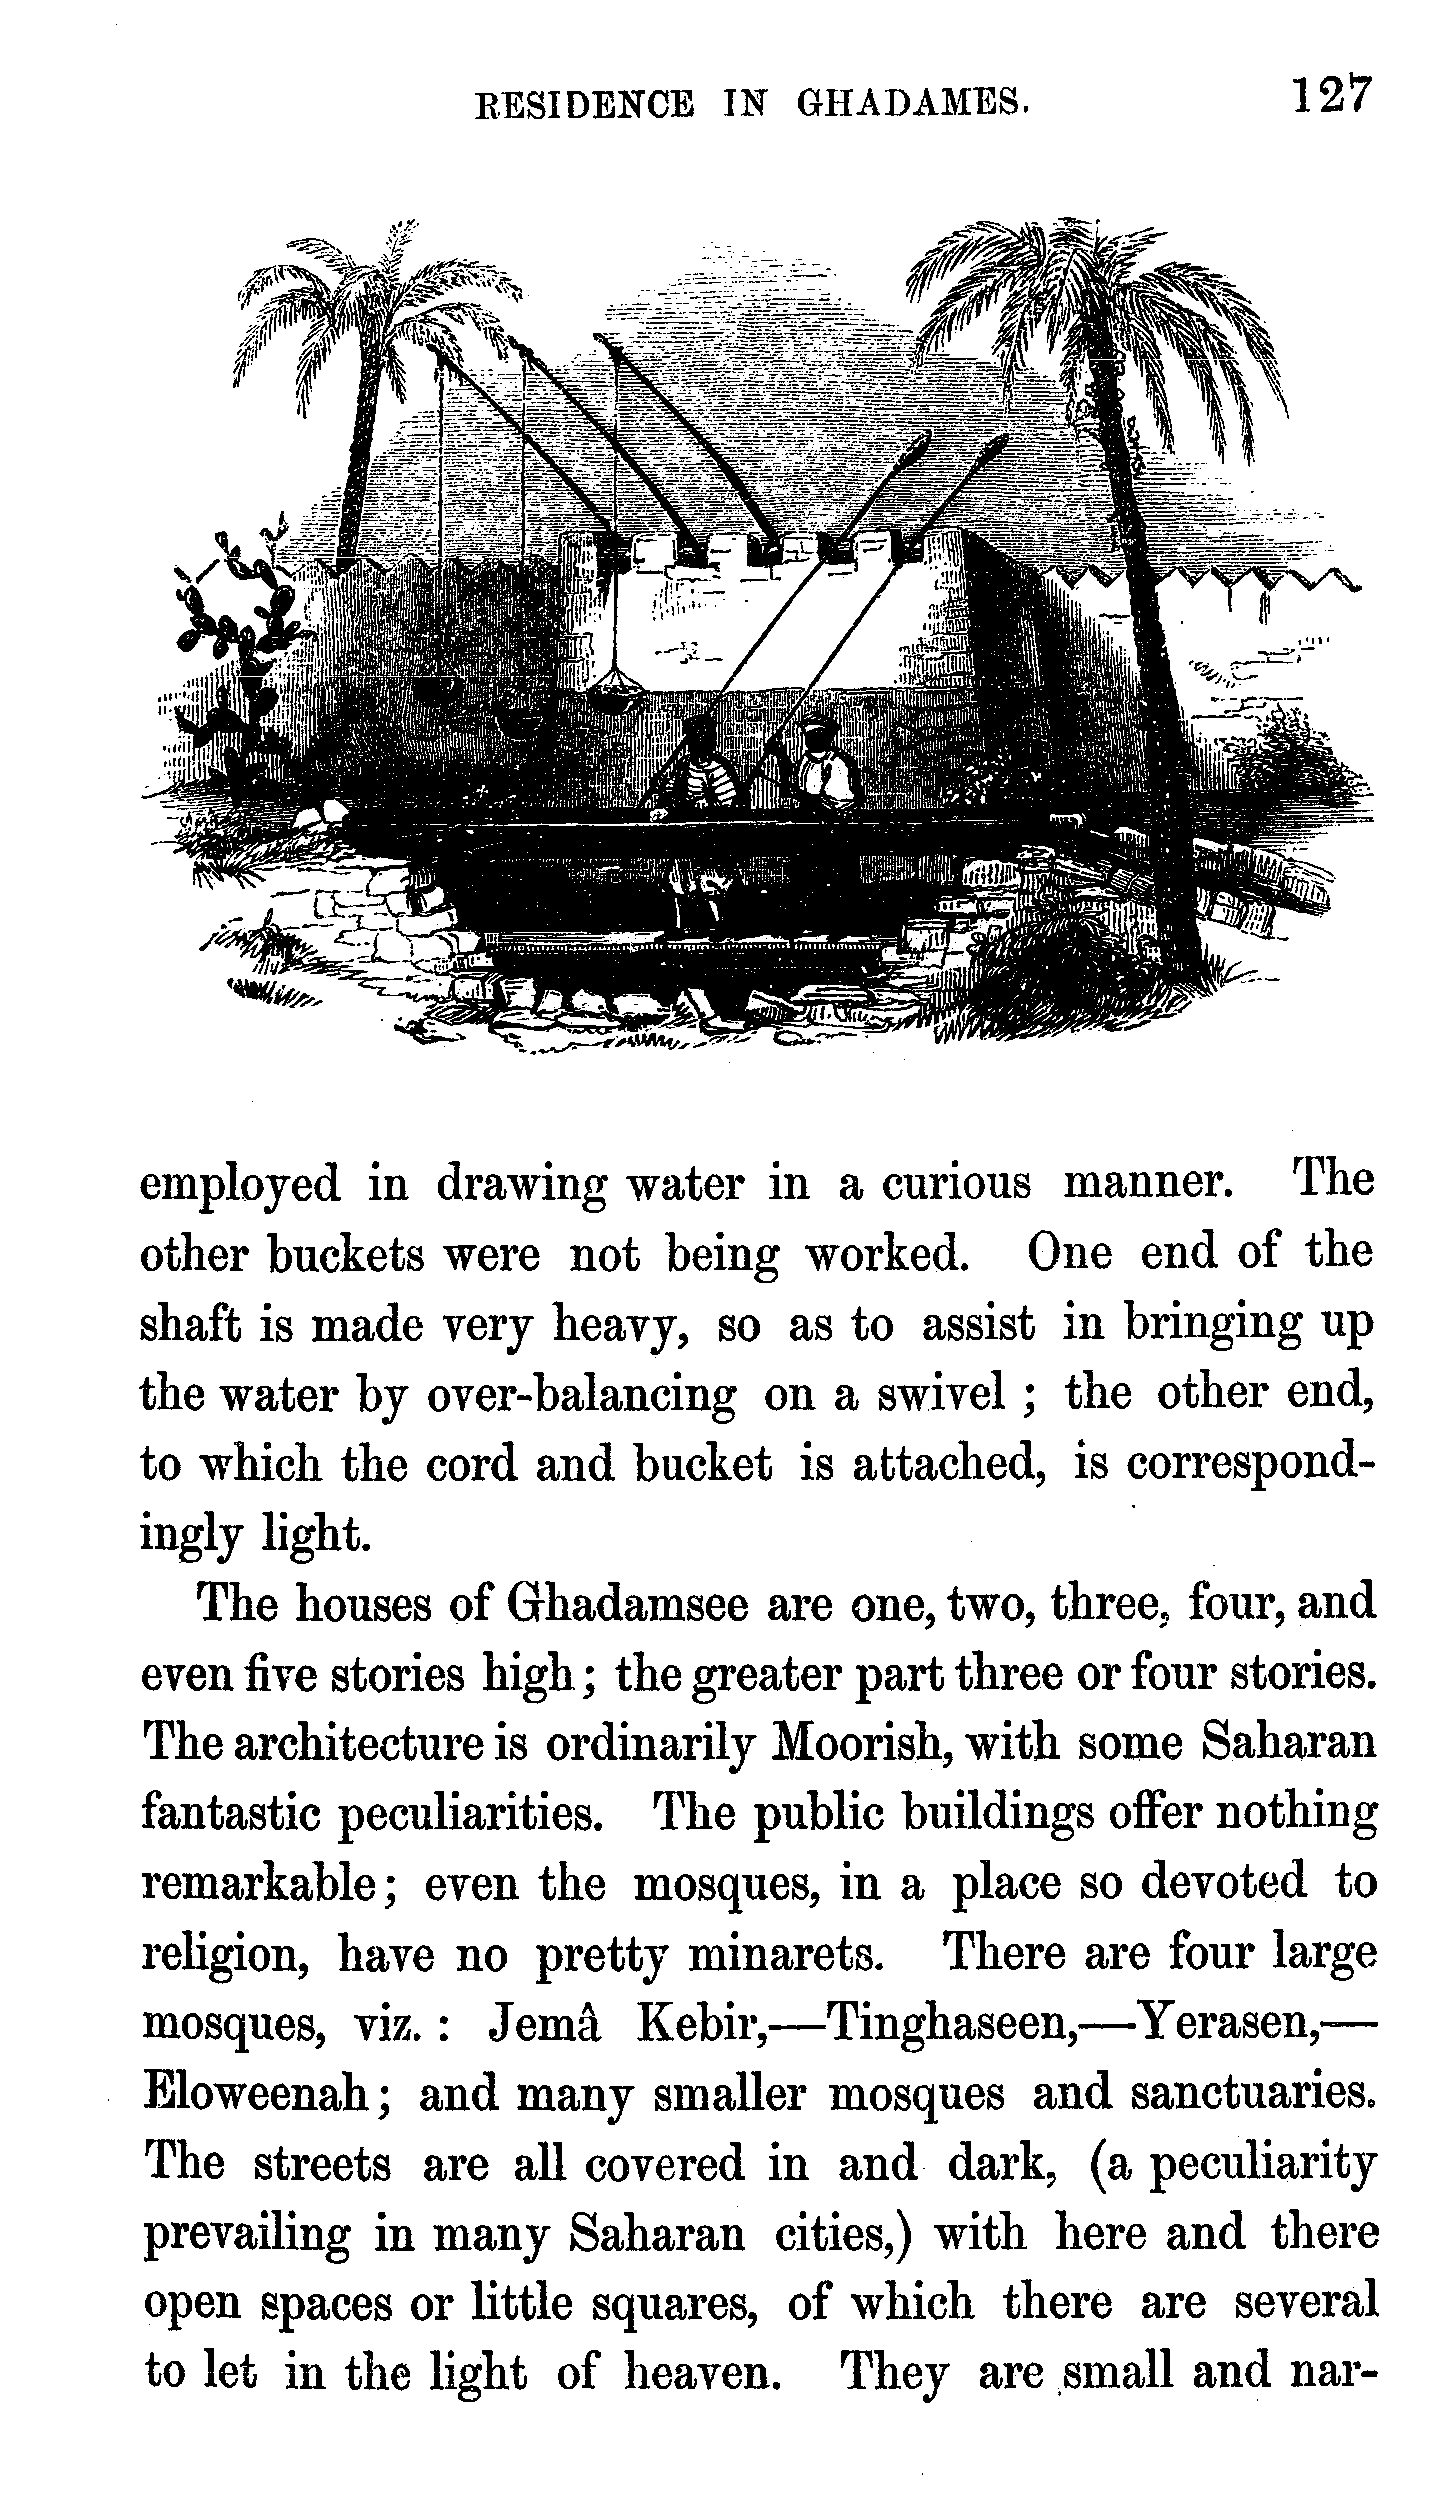 RESIDENCE IN GHADAMES. 127
employed in drawing water in a curious manner. The
other buckets were not being worked. One end of the
shaft is made very heavy, so as to assist in bringing up
the water by over-balancing on a swivel ; the other end,
to which the cord and bucket is attached, is correspond-
ingly light.
The houses of Ghadamsee are one, two, three, four, and
even five stories high ; the greater part three or four stories.
The architecture is ordinarily Moorish, with some Saharan
fantastic peculiarities. The public buildings offer nothing
remarkable ; even the mosques, in a place so devoted to
religion, have no pretty minarets. There are four large
mosques, viz. : Jemâ Kebir,—Tinghaseen,—Yerasen,—
Eloweenah ; and many smaller mosques and sanctuaries.
The streets are all covered in and dark, (a peculiarity
prevailing in many Saharan cities,) with here and there
open spaces or little squares, of which there are several
to let in the light of heaven. They are small and nar-